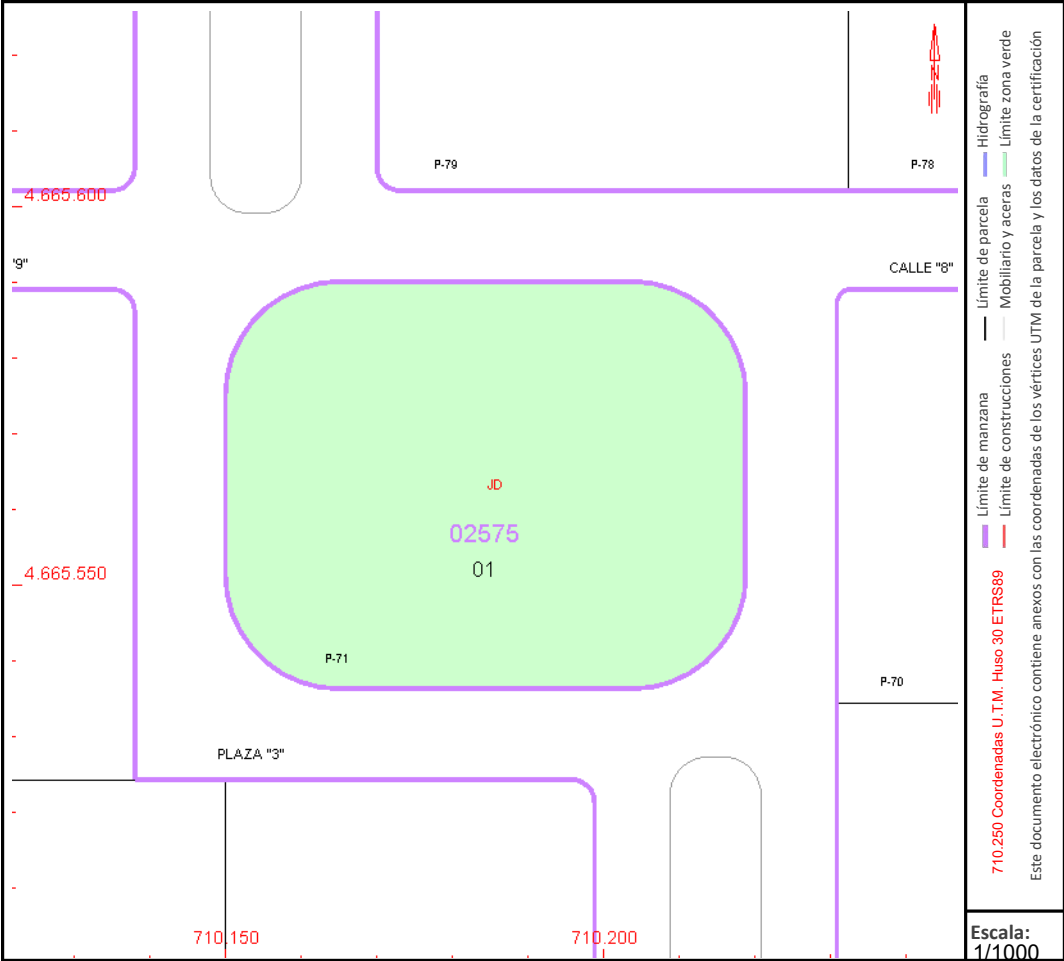 P-79
P-78
4.665.600
'9"
CALLE "8"
JD
02575
01
4.665.550
P-71
P-70
PLAZA "3"
710.150
710.200
N
Límite de manzana
Límite de parcela
Hidrografía
Límite de construcciones
Mobiliario y aceras
Límite zona verde
710.250 Coordenadas U.T.M. Huso 30 ETRS89
Este documento electrónico contiene anexos con las coordenadas de los vértices UTM de la parcela y los datos de la certificación
Escala:
1/1000